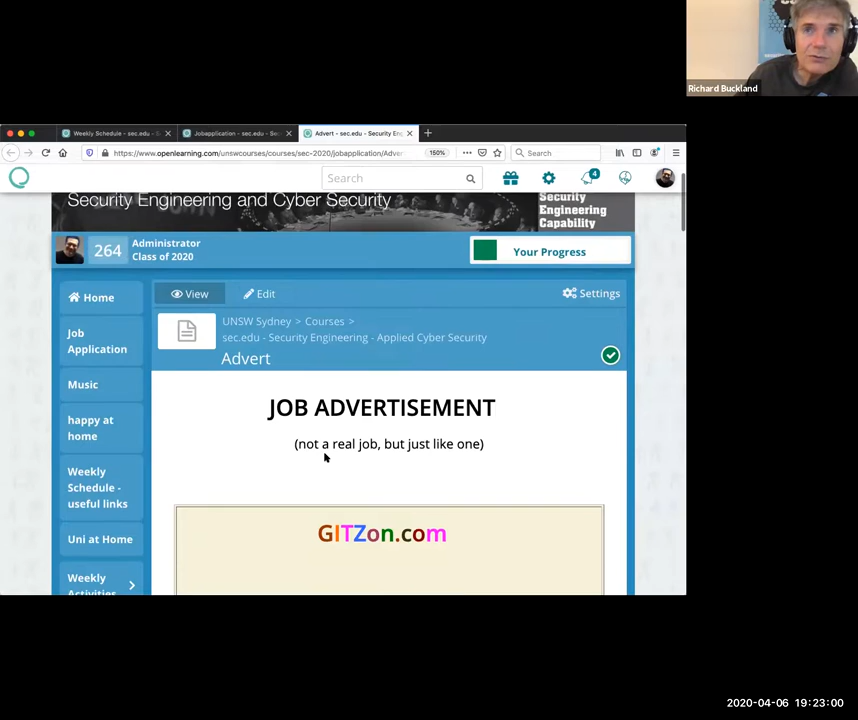 Richard Buckland
Weekly Schedule - sec.edu - S
Jobapplication - sec.edu - Sec
Advert - sec.edu - Security Eng
https://www.openlearning.com/unswcourses/courses/sec-2020/jobapplication/Adver
150%
Search
Search
4
Security Engineering and Cyber Security
Security
Engineering
Capability
264
Administrator
Class of 2020
Your Progress
Home
View
Edit
Settings
UNSW Sydney > Courses >
sec.edu - Security Engineering - Applied Cyber Security
Advert
Job
Application
Music
happy at
home
Weekly
Schedule -
useful links
Uni at Home
Weekly
Activities
JOB ADVERTISEMENT
(not a real job, but just like one)
GITZon.com
2020-04-06 19:23:00